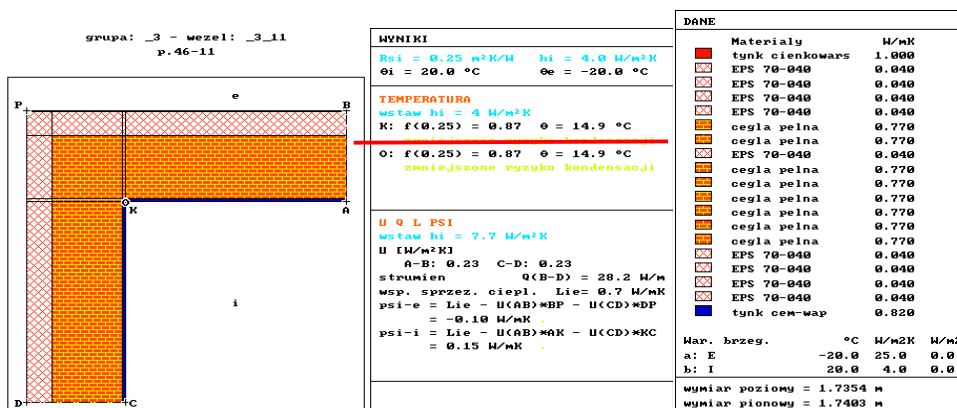 grupa: _3 - wezel: _3_11
p.46-11
e
P
B
O
K
A
i
D
C
WYNIKI
Rsi = 0.25 m²K/W hi = 4.0 W/m²K
θi = 20.0 °C θe = -20.0 °C
TEMPERATURA
wstaw hi = 4 W/m²K
K: f(0.25) = 0.87 θ = 14.9 °C
O: f(0.25) = 0.87 θ = 14.9 °C
zmniejszone ryzyko kondensacji
U Q L PSI
wstaw hi = 7.7 W/m²K
U [W/m²K]
A-B: 0.23 C-D: 0.23
strumien Q(B-D) = 28.2 W/m
wsp. sprzez. ciepl. Lie= 0.7 W/mK
psi-e = Lie - U(AB)*BP - U(CD)*DP
= -0.10 W/mK .
psi-i = Lie - U(AB)*AK - U(CD)*KC
= 0.15 W/mK .
DANE
Materialy W/mK
tynk cienkowars 1.000
EPS 70-040 0.040
EPS 70-040 0.040
EPS 70-040 0.040
EPS 70-040 0.040
cegla pelna 0.770
cegla pelna 0.770
EPS 70-040 0.040
cegla pelna 0.770
cegla pelna 0.770
cegla pelna 0.770
cegla pelna 0.770
cegla pelna 0.770
cegla pelna 0.770
EPS 70-040 0.040
EPS 70-040 0.040
EPS 70-040 0.040
EPS 70-040 0.040
tynk cem-wap 0.820
War. brzeg. °C W/m2K W/m2
a: E -20.0 25.0 0.0
b: I 20.0 4.0 0.0
wymiar poziomy = 1.7354 m
wymiar pionowy = 1.7403 m